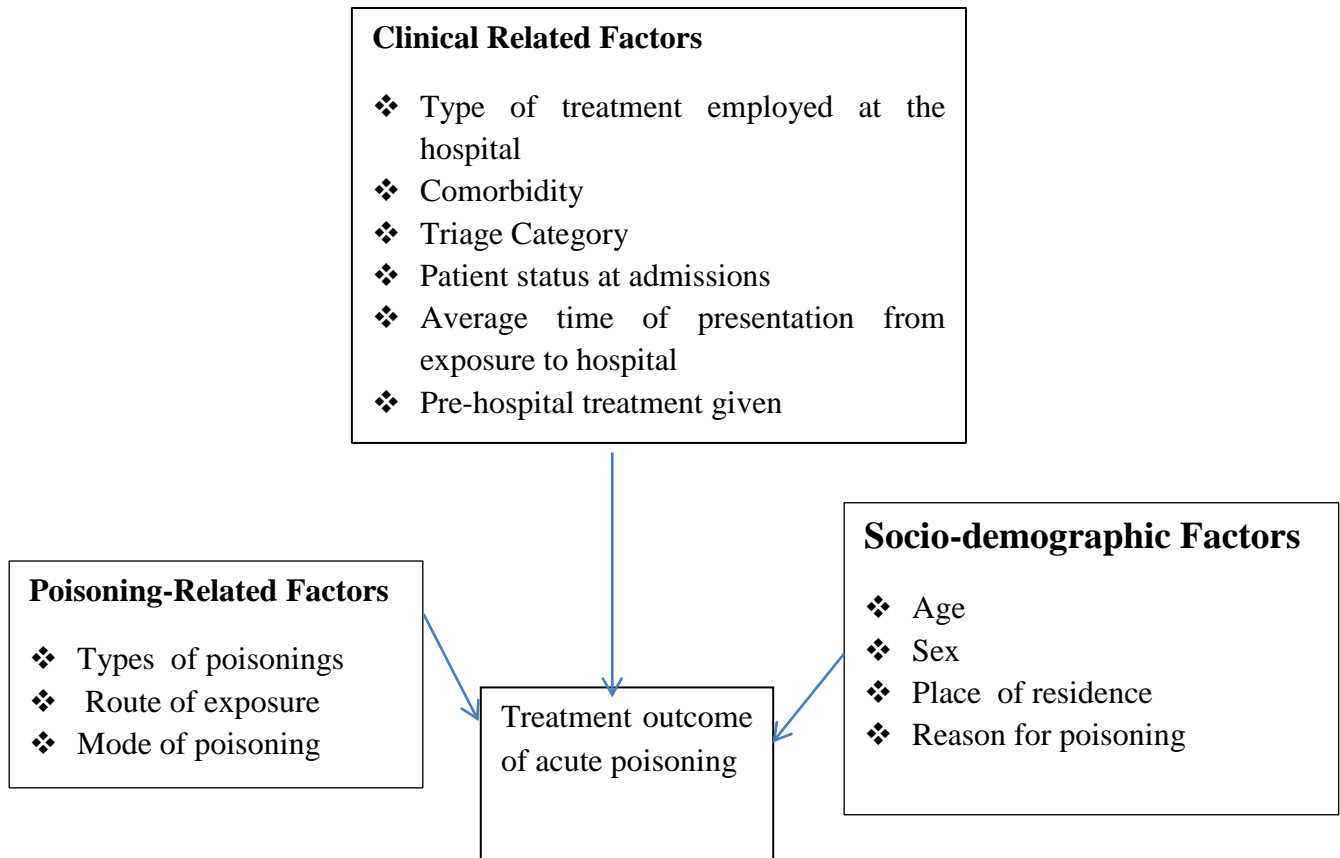 Clinical Related Factors
❖ Type of treatment employed at the
hospital
❖ Comorbidity
❖ Triage Category
❖ Patient status at admissions
❖ Average time of presentation from
exposure to hospital
❖ Pre-hospital treatment given
Poisoning-Related Factors
❖ Types of poisonings
❖ Route of exposure
❖ Mode of poisoning
Treatment outcome
of acute poisoning
Socio-demographic Factors
❖ Age
❖ Sex
❖ Place of residence
❖ Reason for poisoning